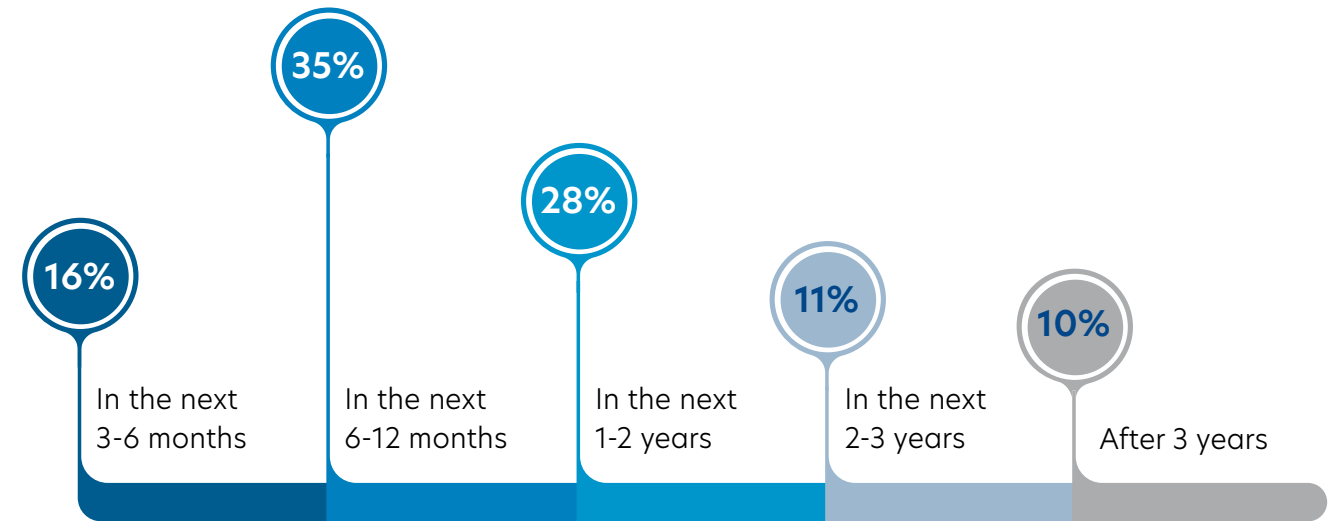 16%
In the next
3-6 months
35%
In the next
6-12 months
28%
In the next
1-2 years
11%
In the next
2-3 years
10%
After 3 years